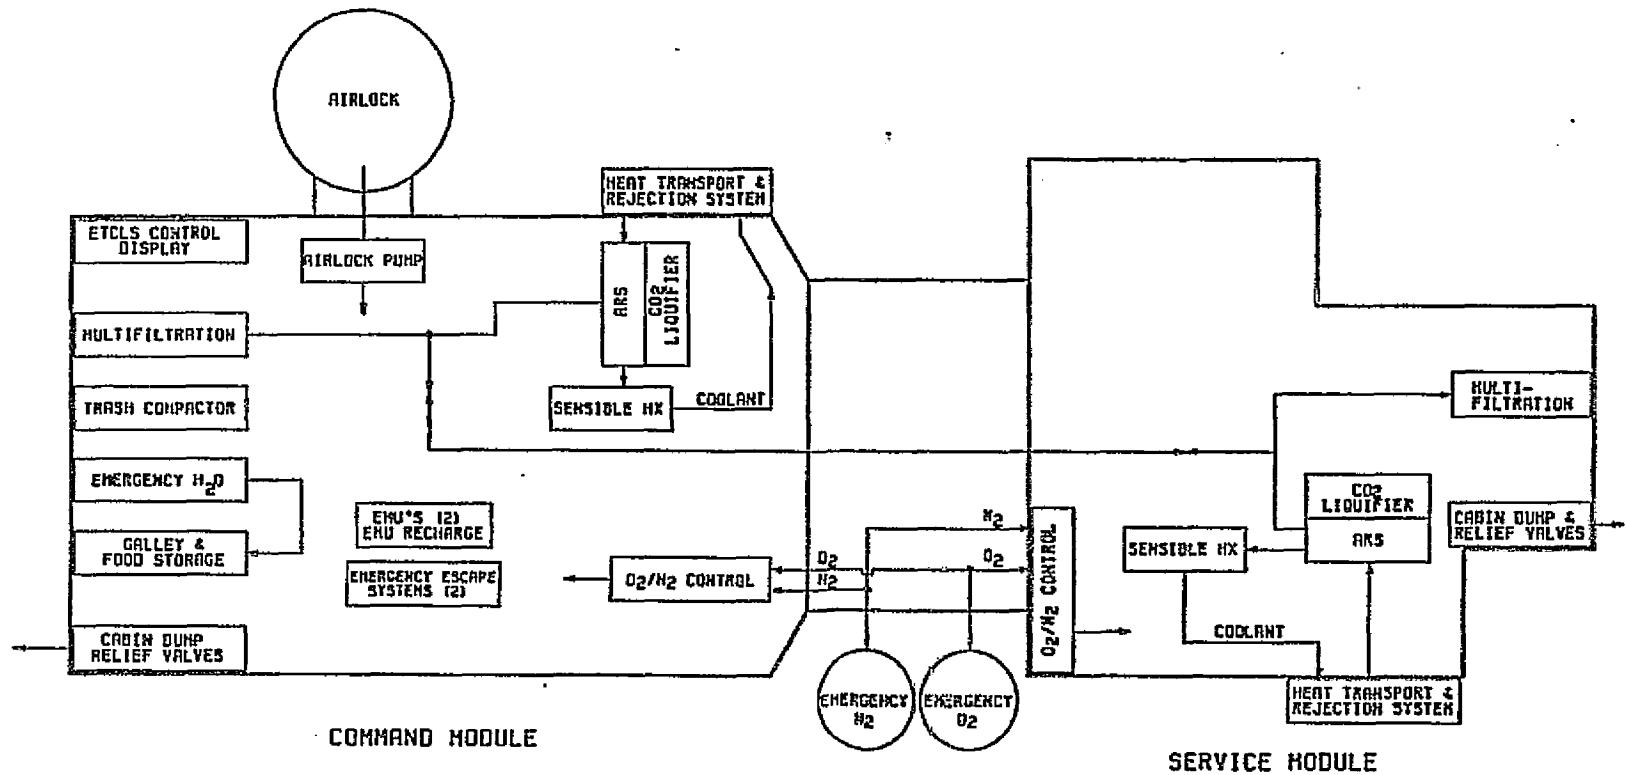 AIRLOCK
HEAT TRANSPORT &
REJECTION SYSTEM
ETCLS CONTROL
DISPLAY
AIRLOCK PUMP
ARS
CO2
LIQUIFIER
MULTIFILTRATION
TRASH COMPACTOR
SENSIBLE HX
COOLANT
EMERGENCY H2O
GALLEY &
FOOD STORAGE
EMU'S (2)
EMU RECHARGE
EMERGENCY ESCAPE
SYSTEMS (2)
O2/N2 CONTROL
O2
N2
CABIN DUMP
RELIEF VALVES
EMERGENCY
N2
EMERGENCY
O2
N2
O2
O2/N2 CONTROL
MULTI-
FILTRATION
CO2
LIQUIFIER
ARS
SENSIBLE HX
CABIN DUMP &
RELIEF VALVES
COOLANT
HEAT TRANSPORT &
REJECTION SYSTEM
COMMAND MODULE
SERVICE MODULE